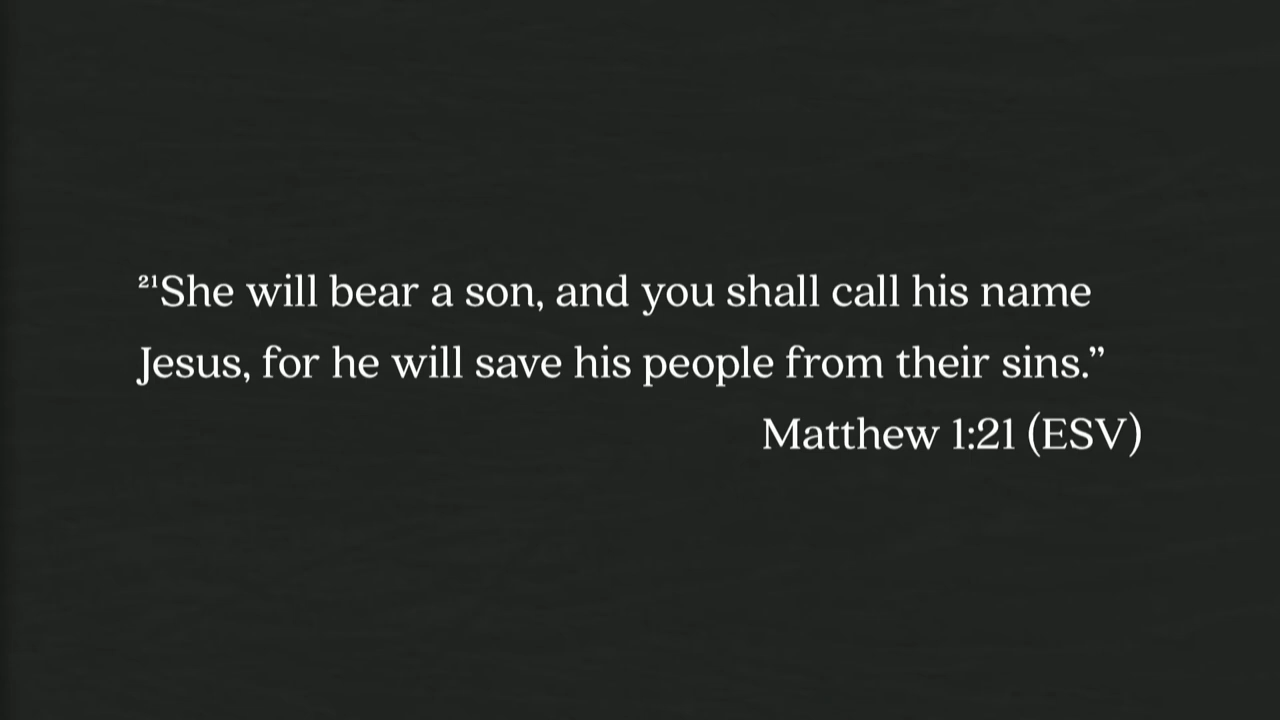 ²¹She will bear a son, and you shall call his name
Jesus, for he will save his people from their sins.”
Matthew 1:21 (ESV)